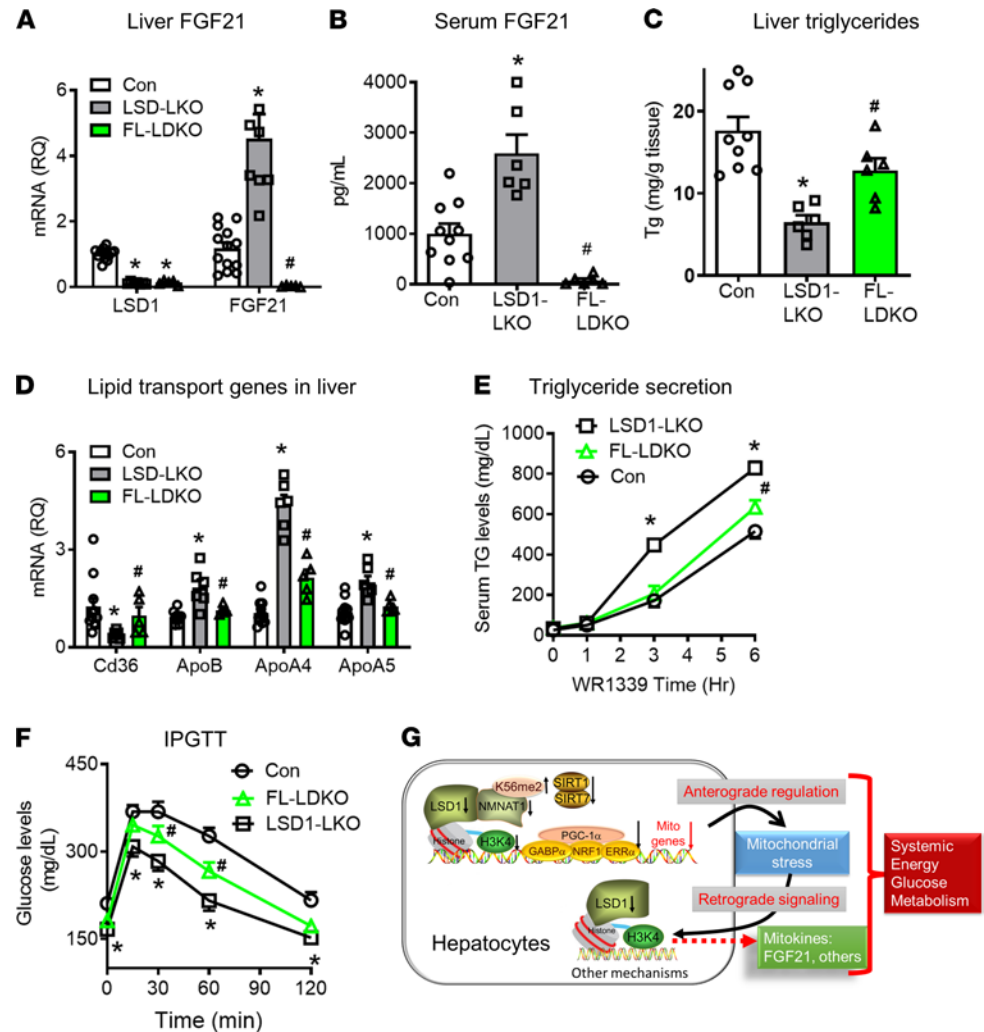 A
Liver FGF21
mRNA (RQ)
6
4
2
0
Con
LSD-LKO
FL-LDKO
*
*
*
#
LSD1
FGF21
B
Serum FGF21
pg/mL
4000
3000
2000
1000
0
*
#
Con
LSD1-
LKO
FL-
LDKO
C
Liver triglycerides
Tg (mg/g tissue)
20
10
0
*
#
Con
LSD1-
LKO
FL-
LDKO
D
Lipid transport genes in liver
mRNA (RQ)
6
3
0
Con
LSD-LKO
FL-LDKO
*
#
*
#
*
#
*
#
Cd36
ApoB
ApoA4
ApoA5
E
Triglyceride secretion
Serum TG levels (mg/dL)
1000
800
600
400
200
0
LSD1-LKO
FL-LDKO
Con
*
*
#
0 1 2 3 4 5 6
WR1339 Time (Hr)
F
IPGTT
Glucose levels
(mg/dL)
450
300
150
Con
FL-LDKO
LSD1-LKO
#
#
*
*
*
*
*
0 30 60 90 120
Time (min)
G
K56me2
SIRT1
SIRT7
LSD1
NMNAT1
Histone
H3K4
PGC-1α
GABPα
NRF1
ERRα
Mito
genes
Anterograde regulation
Mitochondrial
stress
Retrograde signaling
LSD1
Histone
H3K4
Hepatocytes
Other mechanisms
Mitokines:
FGF21, others
Systemic
Energy
Glucose
Metabolism